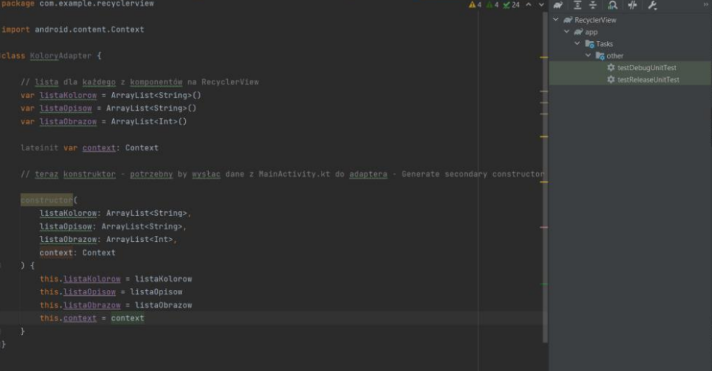 package com.example.recyclerview
4 4 24
import android.content.Context
class KoloryAdapter {
// lista dla każdego z komponentów na RecyclerView
var listaKolorow = ArrayList<String>()
var listaOpisow = ArrayList<String>()
var listaObrazow = ArrayList<Int>()
lateinit var context: Context
// teraz konstruktor - potrzebny by wysłac dane z MainActivity.kt do adaptera - Generate secondary constructor
constructor(
listaKolorow: ArrayList<String>,
listaOpisow: ArrayList<String>,
listaObrazow: ArrayList<Int>,
context: Context
) {
this.listaKolorow = listaKolorow
this.listaOpisow = listaOpisow
this.listaObrazow = listaObrazow
this.context = context
}
}
RecyclerView
app
Tasks
other
testDebugUnitTest
testReleaseUnitTest